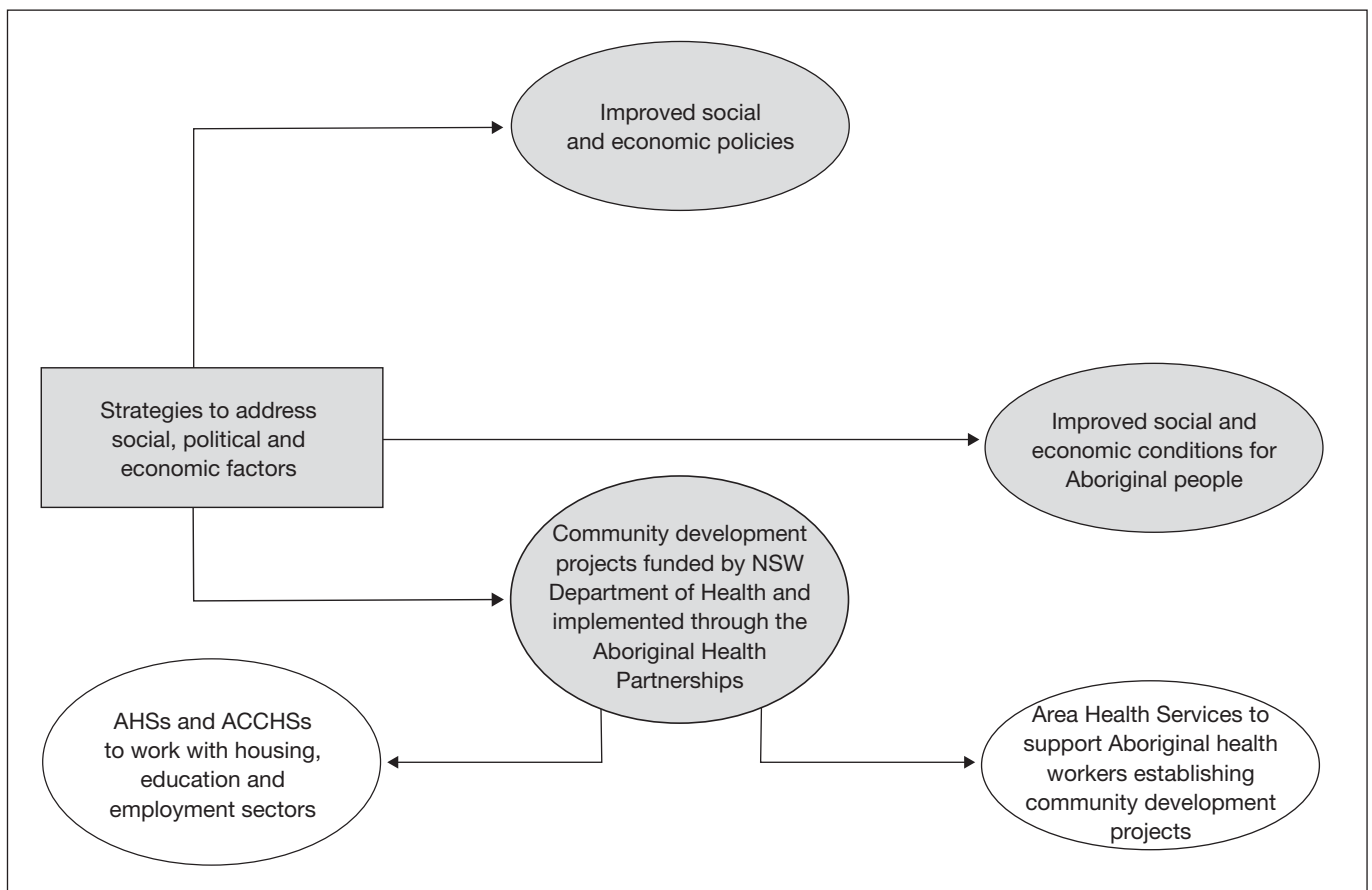 Improved social
and economic policies
Strategies to address
social, political and
economic factors
Improved social and
economic conditions for
Aboriginal people
Community development
projects funded by NSW
Department of Health and
implemented through the
Aboriginal Health
Partnerships
AHSs and ACCHSs
to work with housing,
education and
employment sectors
Area Health Services to
support Aboriginal health
workers establishing
community development
projects